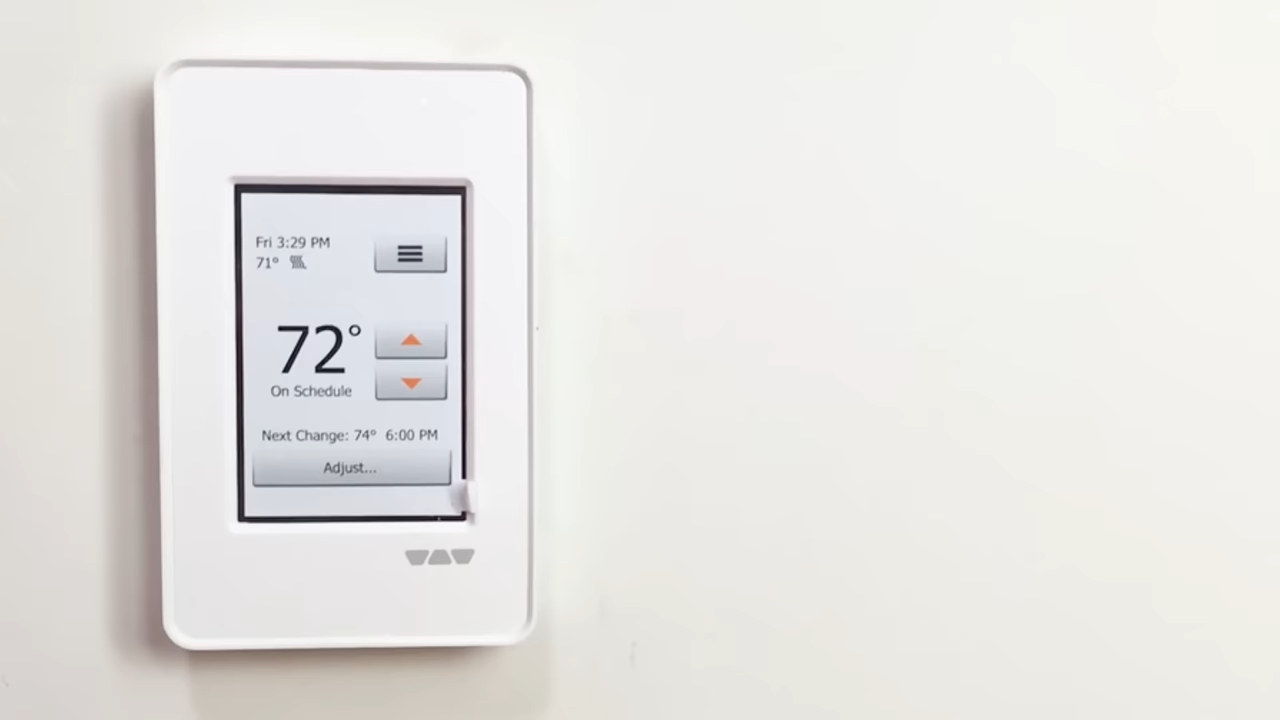 Fri 3:29 PM
71°
72°
On Schedule
Next Change: 74° 6:00 PM
Adjust...